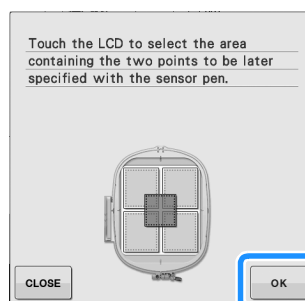 Touch the LCD to select the area
containing the two points to be later
specified with the sensor pen.
CLOSE
OK